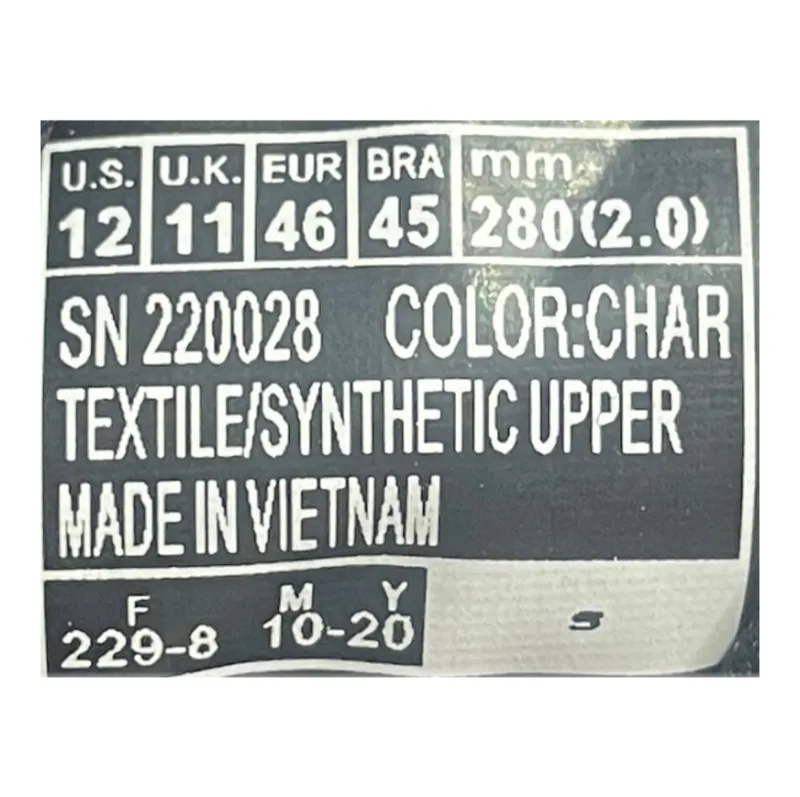 U.S. U.K. EUR BRA mm
12 11 46 45 280(2.0)
SN 220028 COLOR:CHAR
TEXTILE/SYNTHETIC UPPER
MADE IN VIETNAM
F M Y
229-8 10-20